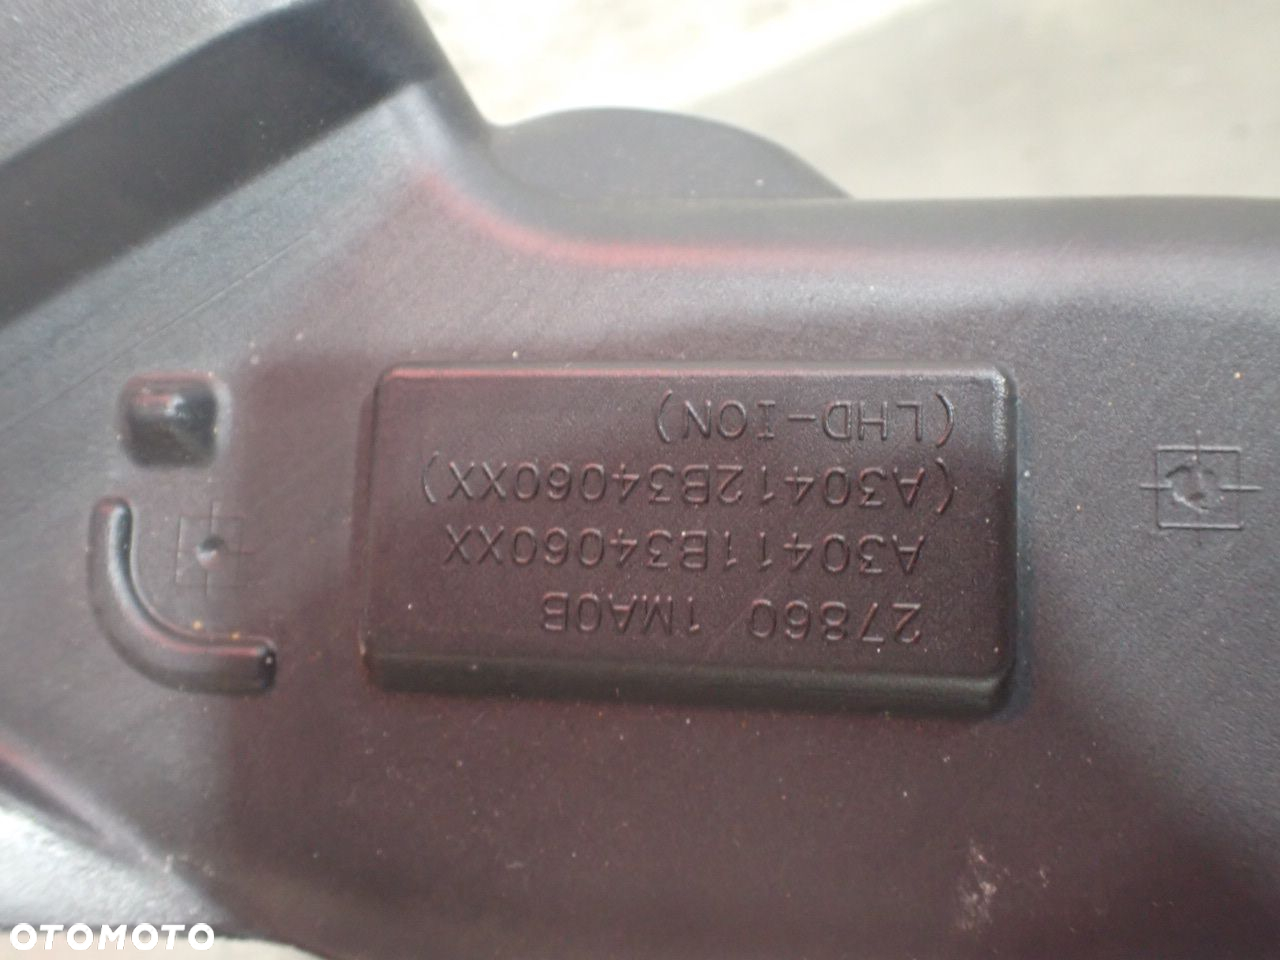 27860 1MA0B
A30411B34060XX
(A30412B34060XX)
(LHD-ION)
OTOMOTO